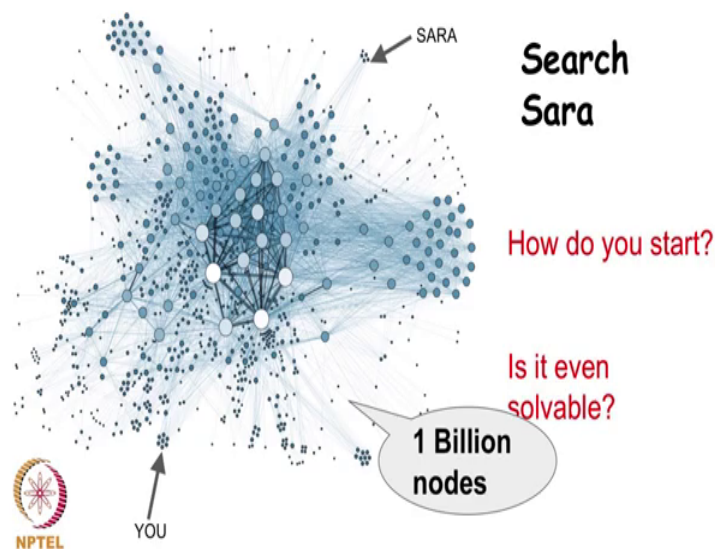 SARA
Search
Sara
How do you start?
Is it even
solvable?
1 Billion
nodes
YOU
NPTEL